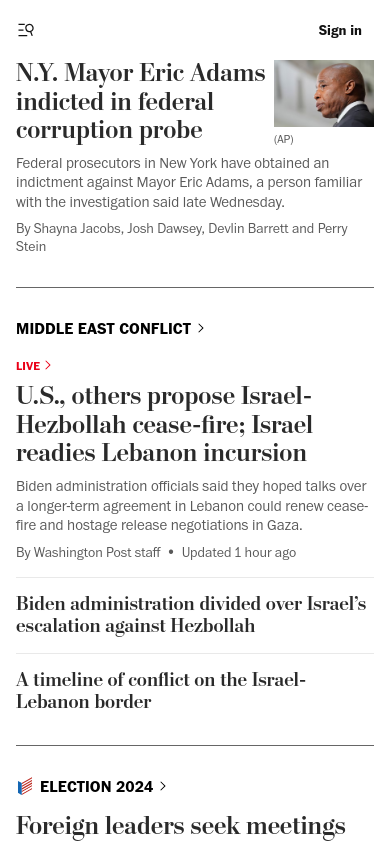 Sign in
N.Y. Mayor Eric Adams
indicted in federal
corruption probe
(AP)
Federal prosecutors in New York have obtained an
indictment against Mayor Eric Adams, a person familiar
with the investigation said late Wednesday.
By Shayna Jacobs, Josh Dawsey, Devlin Barrett and Perry
Stein
MIDDLE EAST CONFLICT
LIVE
U.S., others propose Israel-
Hezbollah cease-fire; Israel
readies Lebanon incursion
Biden administration officials said they hoped talks over
a longer-term agreement in Lebanon could renew cease-
fire and hostage release negotiations in Gaza.
By Washington Post staff • Updated 1 hour ago
Biden administration divided over Israel’s
escalation against Hezbollah
A timeline of conflict on the Israel-
Lebanon border
ELECTION 2024
Foreign leaders seek meetings